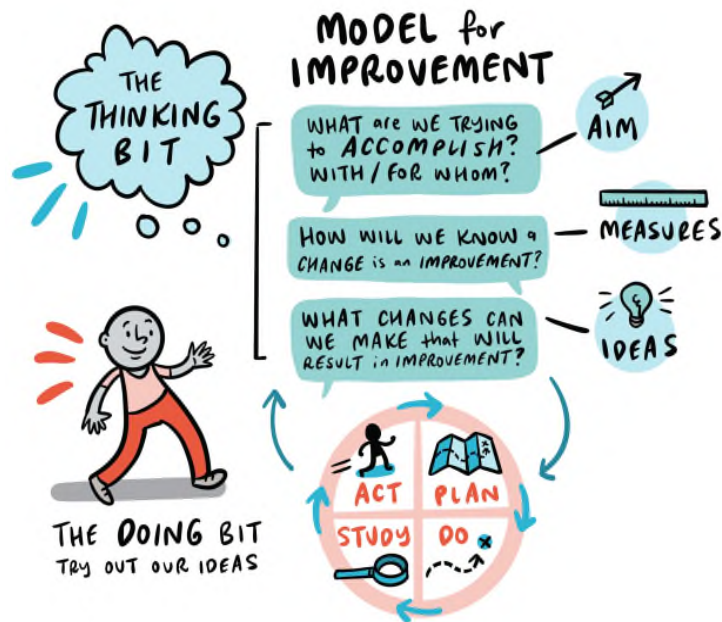 MODEL for
IMPROVEMENT
THE
THINKING
BIT
WHAT are WE TRYING
to ACCOMPLISH?
WITH/FOR WHOM?
AIM
HOW WILL WE KNOW a
CHANGE is an IMPROVEMENT?
MEASURES
WHAT CHANGES CAN
WE MAKE that WILL
RESULT in IMPROVEMENT?
IDEAS
ACT
PLAN
STUDY
DO
THE DOING BIT
TRY OUT OUR IDEAS